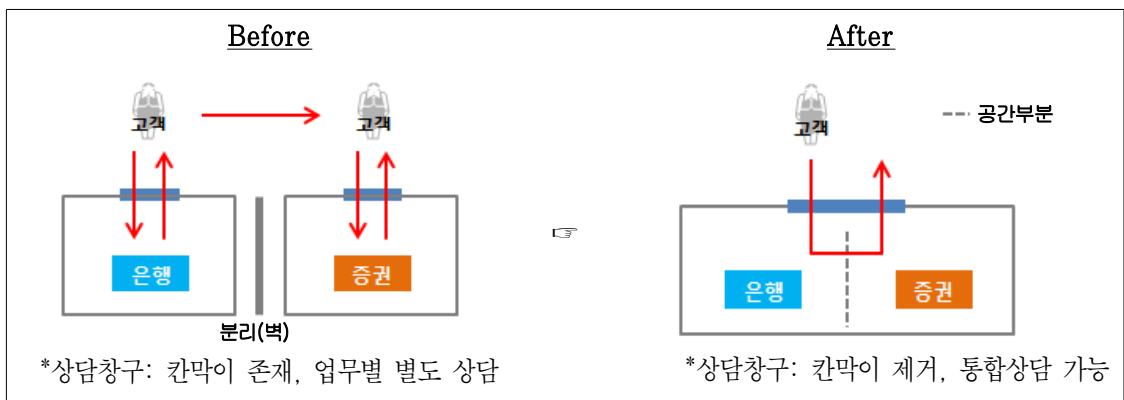 Before
고객
고객
은행
증권
분리(벽)
*상담창구: 칸막이 존재, 업무별 별도 상담
☞
After
고객
공간부분
은행
증권
*상담창구: 칸막이 제거, 통합상담 가능